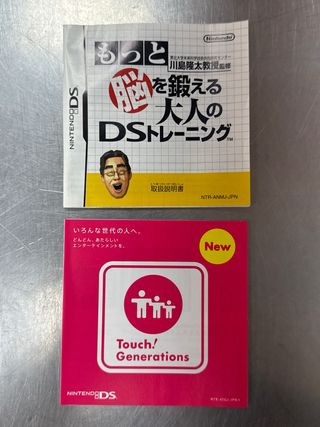 もっと
東北大学未来科学技術共同研究センター
川島隆太教授監修
Nintendo
脳を鍛える
大人の
DSトレーニング™
NINTENDO DS
取扱説明書
NTR-ANMJ-JPN
いろんな世代の人へ。
どんどん、あたらしい
エンターテインメントを。
New
Touch!
Generations
NINTENDO DS